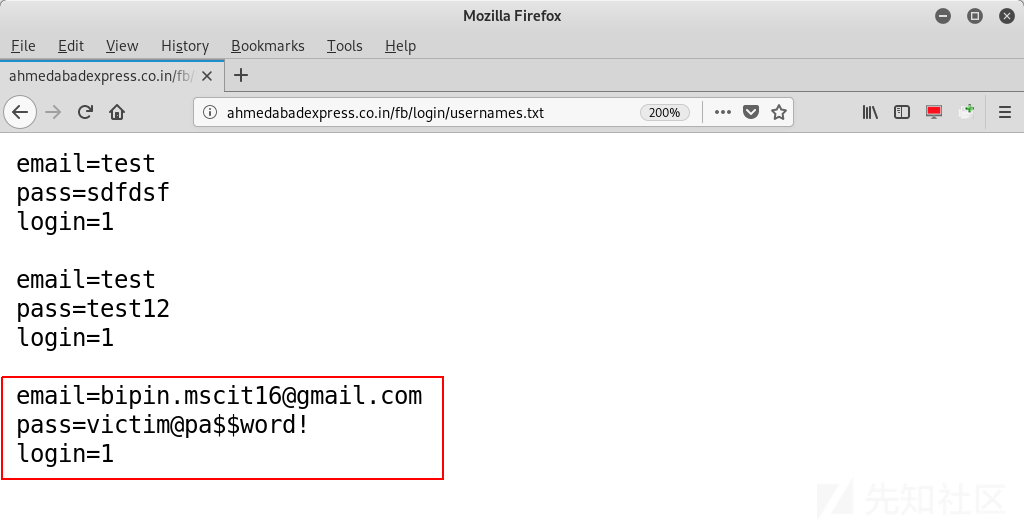 Mozilla Firefox
File Edit View History Bookmarks Tools Help
ahmedabadexpress.co.in/fb/
ahmedabadexpress.co.in/fb/login/usernames.txt 200%
email=test
pass=sdfdsf
login=1
email=test
pass=test12
login=1
email=bipin.mscit16@gmail.com
pass=victim@pa$$word!
login=1
先知社区